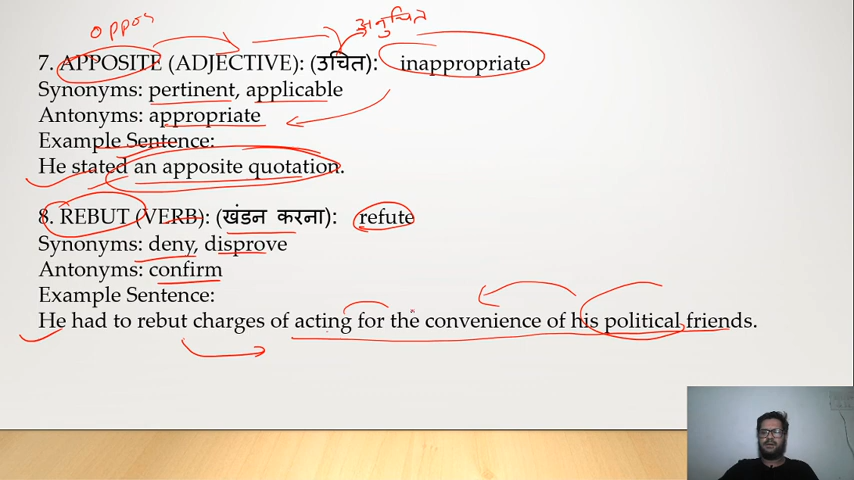 oppos
अनुचित
7. APPOSITE (ADJECTIVE): (उचित): inappropriate
Synonyms: pertinent, applicable
Antonyms: appropriate
Example Sentence:
He stated an apposite quotation.
8. REBUT (VERB): (खंडन करना): refute
Synonyms: deny, disprove
Antonyms: confirm
Example Sentence:
He had to rebut charges of acting for the convenience of his political friends.